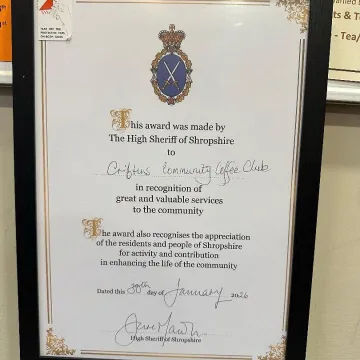 This award was made by
The High Sheriff of Shropshire
to
Criftins Community Coffee Club
in recognition of
great and valuable services
to the community
The award also recognises the appreciation
of the residents and people of Shropshire
for activity and contribution
in enhancing the life of the community
Dated this 30th day of January 2026
High Sheriff of Shropshire
- Tea/